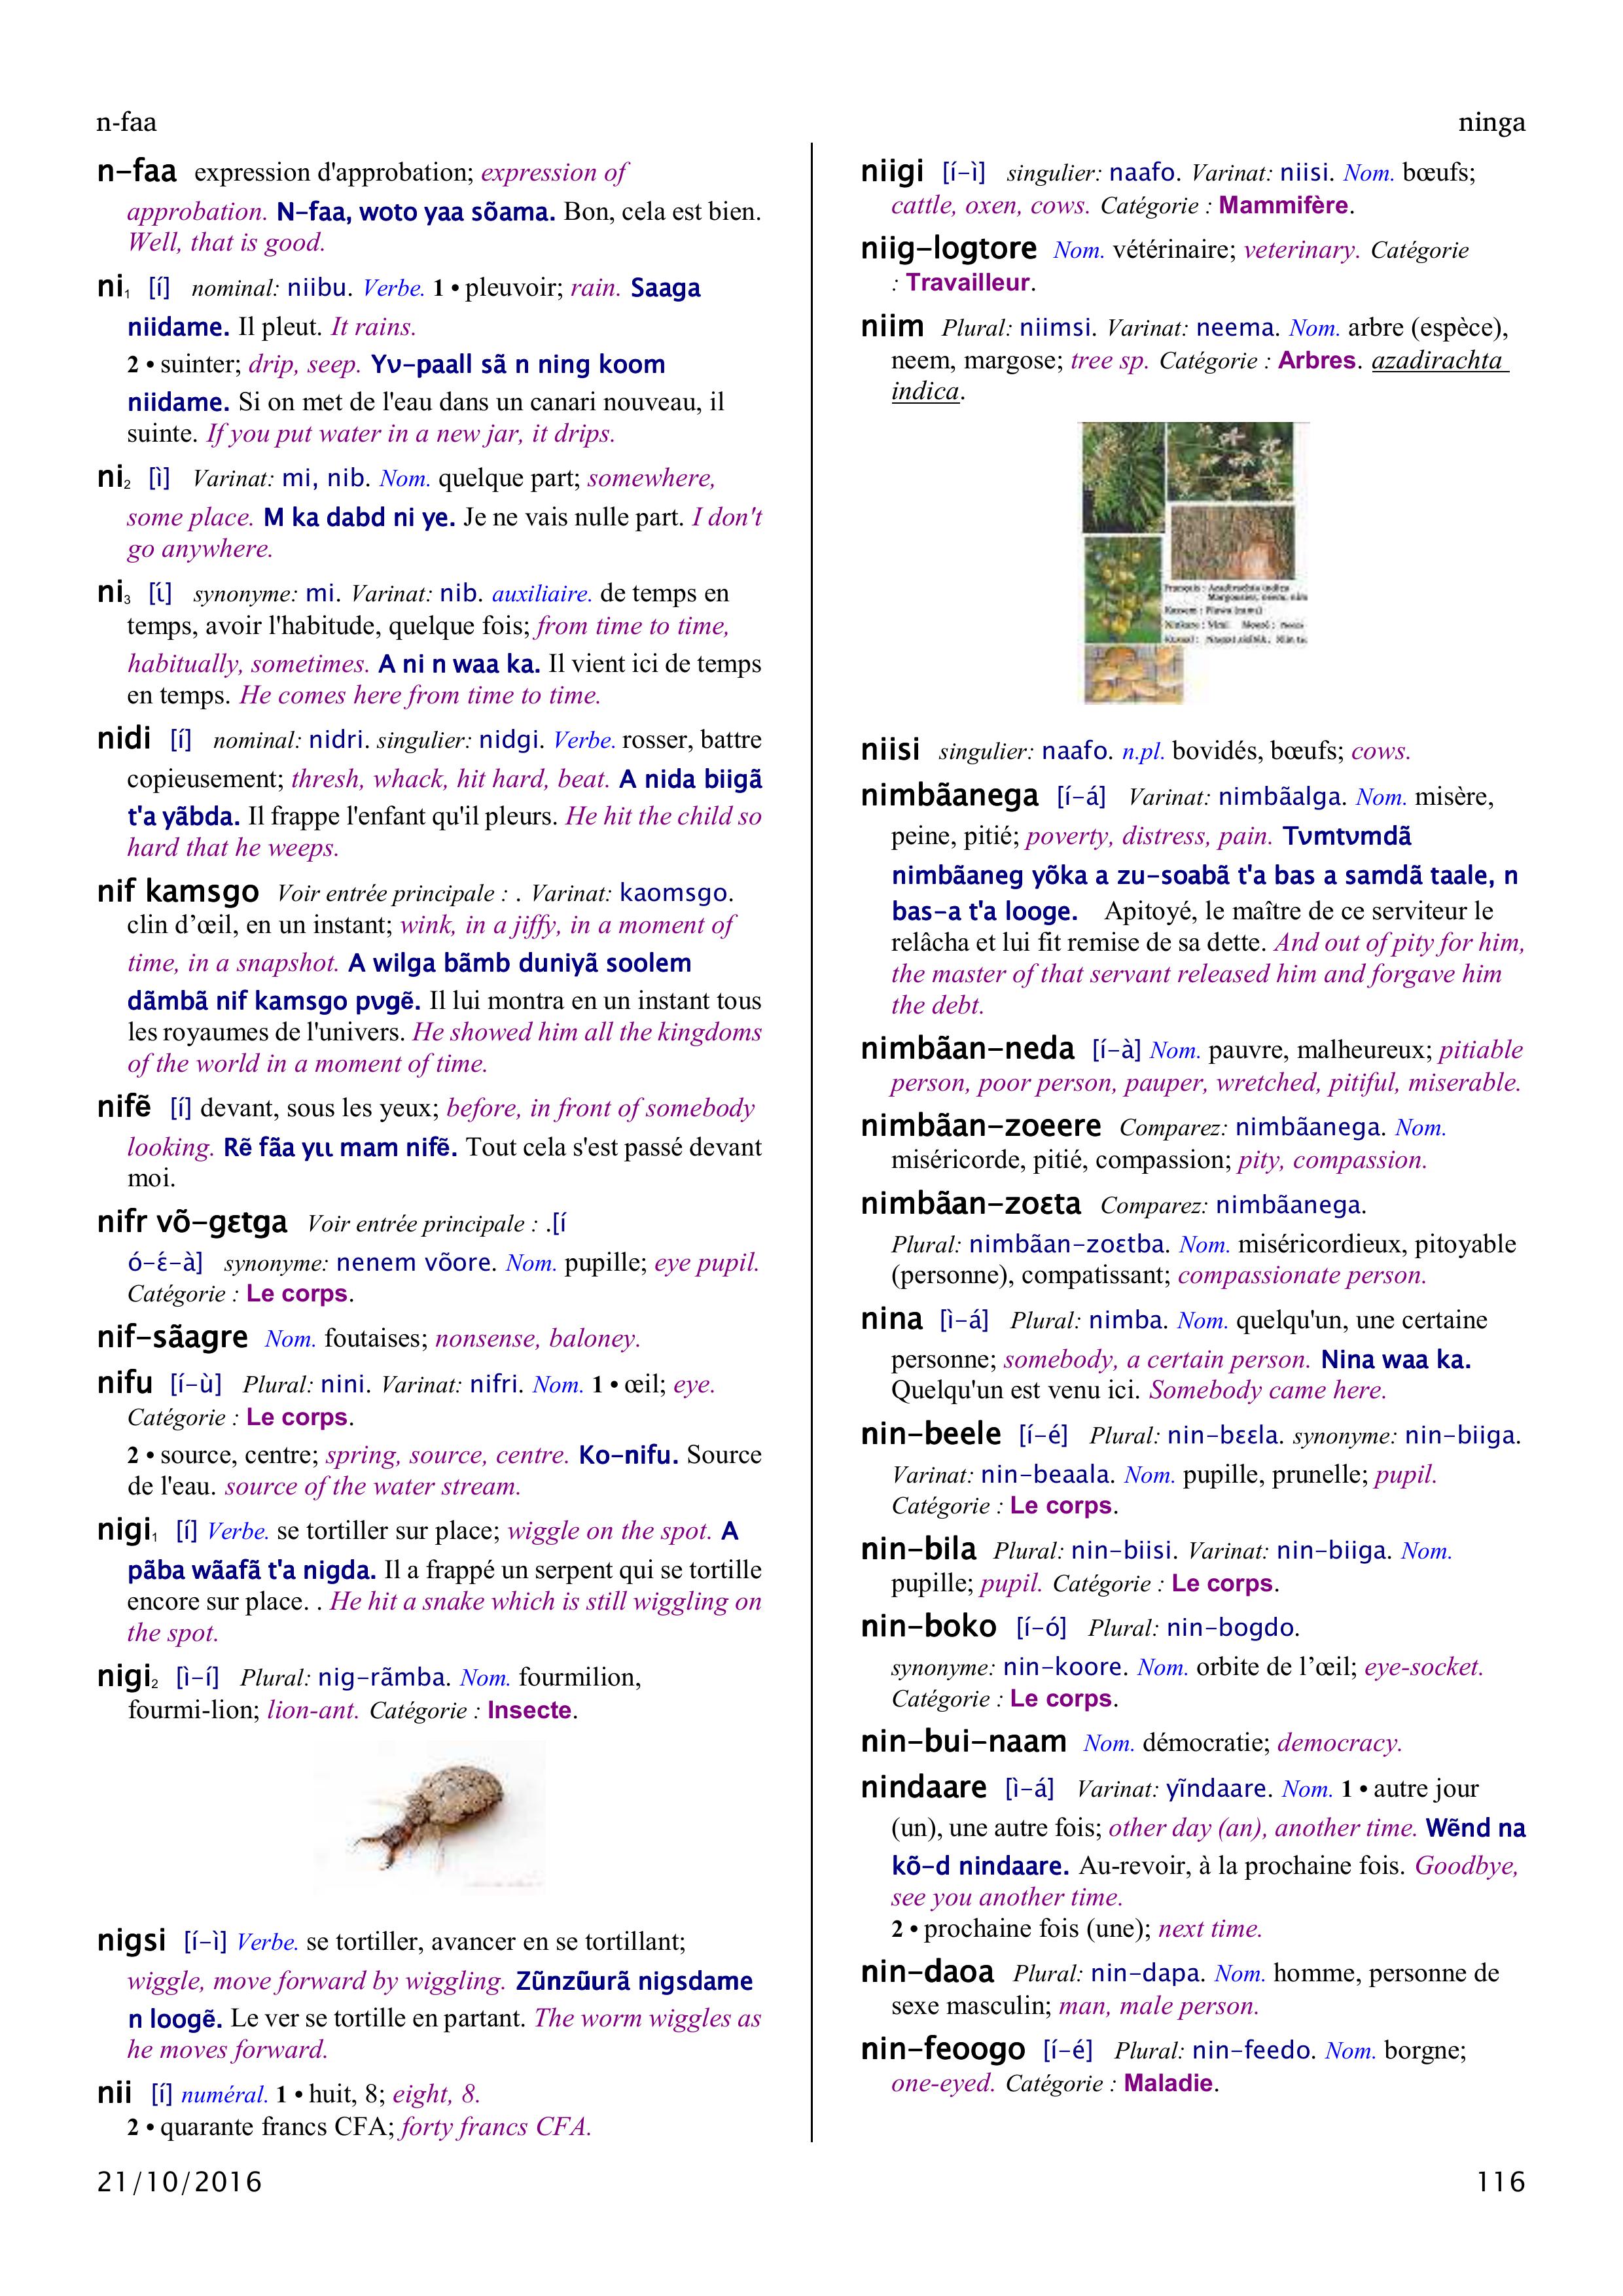 n-faa
ninga
n–faa expression d'approbation; expression of
approbation. N–faa, woto yaa sõama. Bon, cela est bien.
Well, that is good.
ni₁ [í] nominal: niibu. Verbe. 1 • pleuvoir; rain. Saaga
niidame. Il pleut. It rains.
2 • suinter; drip, seep. Yʋ–paall sã n ning koom
niidame. Si on met de l'eau dans un canari nouveau, il
suinte. If you put water in a new jar, it drips.
ni₂ [ì] Varinat: mi, nib. Nom. quelque part; somewhere,
some place. M ka dabd ni ye. Je ne vais nulle part. I don't
go anywhere.
ni₃ [ɩ́] synonyme: mi. Varinat: nib. auxiliaire. de temps en
temps, avoir l'habitude, quelque fois; from time to time,
habitually, sometimes. A ni n waa ka. Il vient ici de temps
en temps. He comes here from time to time.
nidi [í] nominal: nidri. singulier: nidgi. Verbe. rosser, battre
copieusement; thresh, whack, hit hard, beat. A nida biigã
t'a yãbda. Il frappe l'enfant qu'il pleurs. He hit the child so
hard that he weeps.
nif kamsgo Voir entrée principale : . Varinat: kaomsgo.
clin d’œil, en un instant; wink, in a jiffy, in a moment of
time, in a snapshot. A wilga bãmb duniyã soolem
dãmbã nif kamsgo pʋgẽ. Il lui montra en un instant tous
les royaumes de l'univers. He showed him all the kingdoms
of the world in a moment of time.
nifẽ [í] devant, sous les yeux; before, in front of somebody
looking. Rẽ fãa yɩɩ mam nifẽ. Tout cela s'est passé devant
moi.
nifr võ–gɛtga Voir entrée principale : .[í
ó–ɛ́–à] synonyme: nenem võore. Nom. pupille; eye pupil.
Catégorie : Le corps.
nif–sãagre Nom. foutaises; nonsense, baloney.
nifu [í–ù] Plural: nini. Varinat: nifri. Nom. 1 • œil; eye.
Catégorie : Le corps.
2 • source, centre; spring, source, centre. Ko–nifu. Source
de l'eau. source of the water stream.
nigi₁ [í] Verbe. se tortiller sur place; wiggle on the spot. A
pãba wãafã t'a nigda. Il a frappé un serpent qui se tortille
encore sur place. . He hit a snake which is still wiggling on
the spot.
nigi₂ [ì–í] Plural: nig–rãmba. Nom. fourmilion,
fourmi-lion; lion-ant. Catégorie : Insecte.
nigsi [í–ì] Verbe. se tortiller, avancer en se tortillant;
wiggle, move forward by wiggling. Zũnzũurã nigsdame
n loogẽ. Le ver se tortille en partant. The worm wiggles as
he moves forward.
nii [í] numéral. 1 • huit, 8; eight, 8.
2 • quarante francs CFA; forty francs CFA.
niigi [í–ì] singulier: naafo. Varinat: niisi. Nom. bœufs;
cattle, oxen, cows. Catégorie : Mammifère.
niig–logtore Nom. vétérinaire; veterinary. Catégorie
: Travailleur.
niim Plural: niimsi. Varinat: neema. Nom. arbre (espèce),
neem, margose; tree sp. Catégorie : Arbres. azadirachta
indica.
niisi singulier: naafo. n.pl. bovidés, bœufs; cows.
nimbãanega [í–á] Varinat: nimbãalga. Nom. misère,
peine, pitié; poverty, distress, pain. Tʋmtʋmdã
nimbãaneg yõka a zu–soabã t'a bas a samdã taale, n
bas–a t'a looge. Apitoyé, le maître de ce serviteur le
relâcha et lui fit remise de sa dette. And out of pity for him,
the master of that servant released him and forgave him
the debt.
nimbãan–neda [í–à] Nom. pauvre, malheureux; pitiable
person, poor person, pauper, wretched, pitiful, miserable.
nimbãan–zoeere Comparez: nimbãanega. Nom.
miséricorde, pitié, compassion; pity, compassion.
nimbãan–zoɛta Comparez: nimbãanega.
Plural: nimbãan–zoɛtba. Nom. miséricordieux, pitoyable
(personne), compatissant; compassionate person.
nina [ì–á] Plural: nimba. Nom. quelqu'un, une certaine
personne; somebody, a certain person. Nina waa ka.
Quelqu'un est venu ici. Somebody came here.
nin–beele [í–é] Plural: nin–bɛɛla. synonyme: nin–biiga.
Varinat: nin–beaala. Nom. pupille, prunelle; pupil.
Catégorie : Le corps.
nin–bila Plural: nin–biisi. Varinat: nin–biiga. Nom.
pupille; pupil. Catégorie : Le corps.
nin–boko [í–ó] Plural: nin–bogdo.
synonyme: nin–koore. Nom. orbite de l’œil; eye-socket.
Catégorie : Le corps.
nin–bui–naam Nom. démocratie; democracy.
nindaare [ì–á] Varinat: yĩndaare. Nom. 1 • autre jour
(un), une autre fois; other day (an), another time. Wẽnd na
kõ–d nindaare. Au-revoir, à la prochaine fois. Goodbye,
see you another time.
2 • prochaine fois (une); next time.
nin–daoa Plural: nin–dapa. Nom. homme, personne de
sexe masculin; man, male person.
nin–feoogo [í–é] Plural: nin–feedo. Nom. borgne;
one-eyed. Catégorie : Maladie.
21/10/2016
116